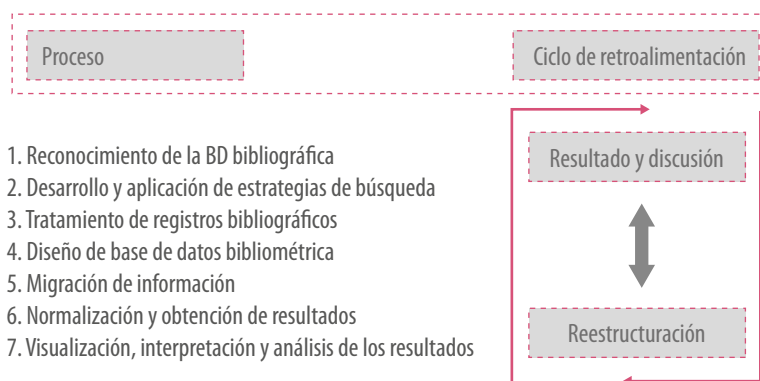 Proceso
Ciclo de retroalimentación
1. Reconocimiento de la BD bibliográfica
2. Desarrollo y aplicación de estrategias de búsqueda
3. Tratamiento de registros bibliográficos
4. Diseño de base de datos bibliométrica
5. Migración de información
6. Normalización y obtención de resultados
7. Visualización, interpretación y análisis de los resultados
Resultado y discusión
Reestructuración